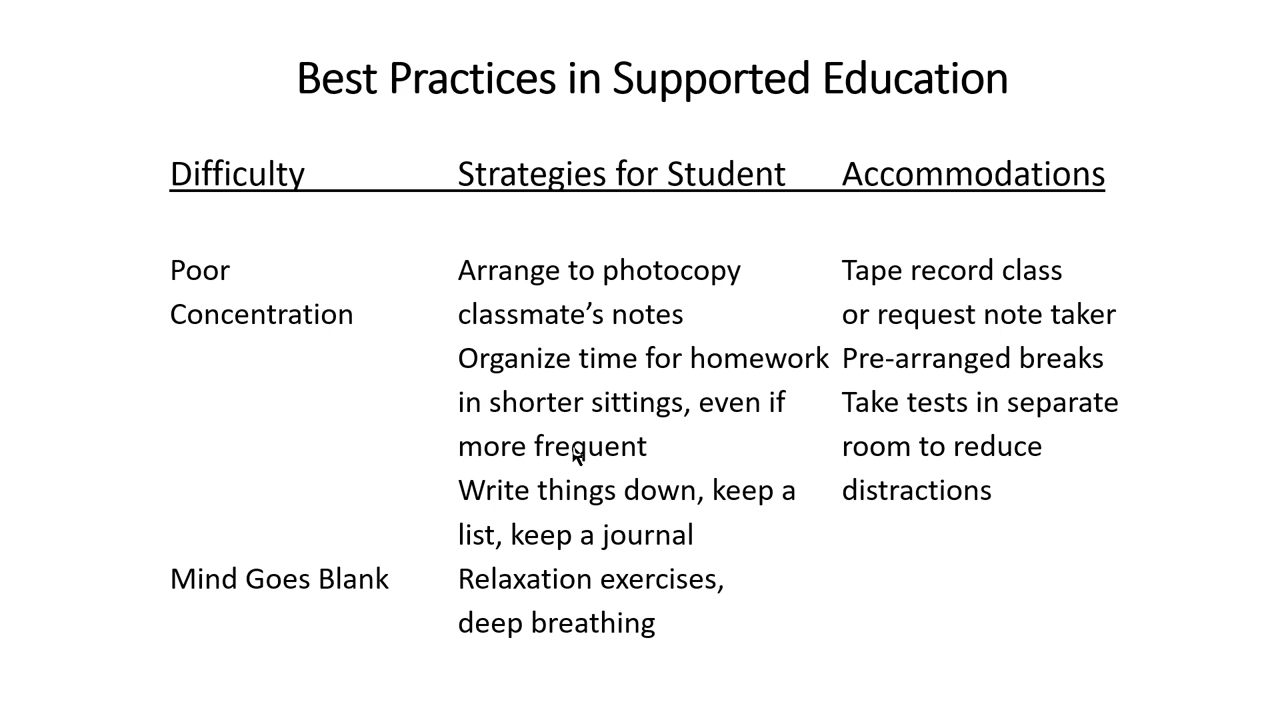 Best Practices in Supported Education
Difficulty Strategies for Student Accommodations
Poor Arrange to photocopy Tape record class
Concentration classmate’s notes or request note taker
Organize time for homework Pre-arranged breaks
in shorter sittings, even if Take tests in separate
more frequent room to reduce
Write things down, keep a distractions
list, keep a journal
Mind Goes Blank Relaxation exercises,
deep breathing